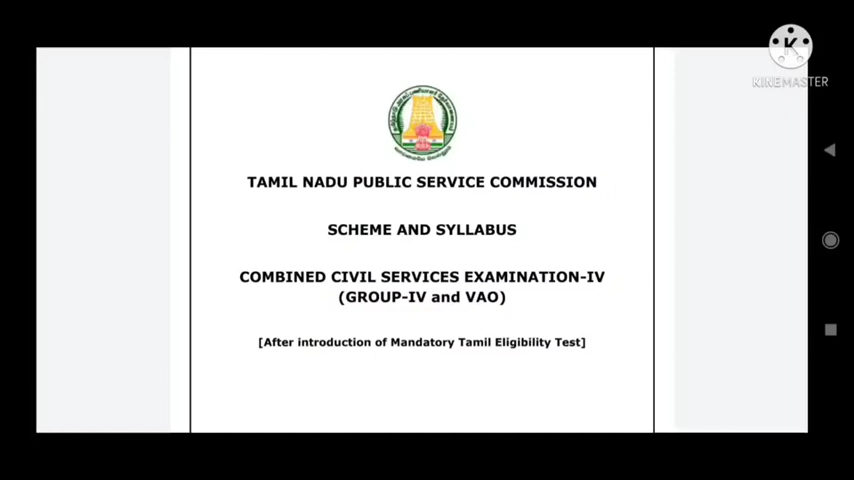 KINEMASTER
TAMIL NADU PUBLIC SERVICE COMMISSION
SCHEME AND SYLLABUS
COMBINED CIVIL SERVICES EXAMINATION-IV
(GROUP-IV and VAO)
[After introduction of Mandatory Tamil Eligibility Test]